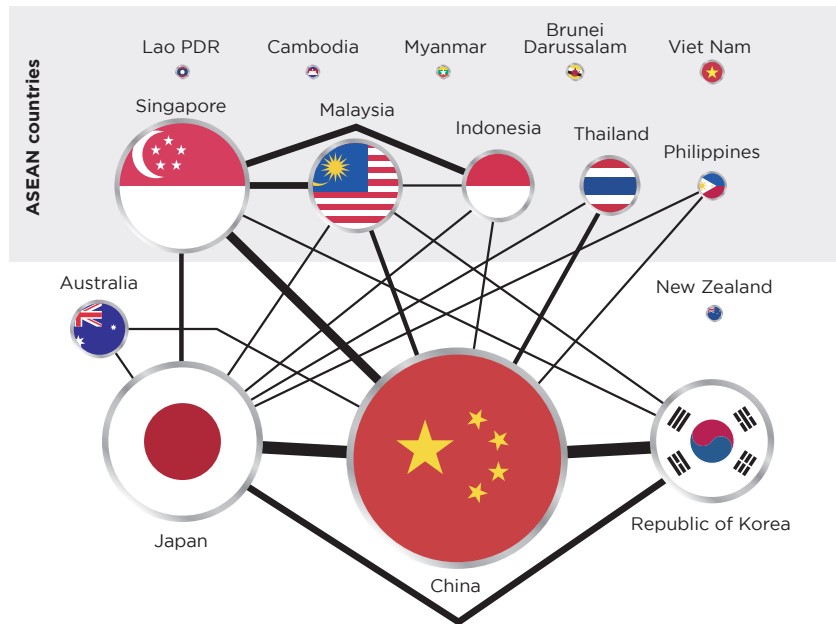 ASEAN countries
Lao PDR
Cambodia
Myanmar
Brunei
Darussalam
Viet Nam
Singapore
Malaysia
Indonesia
Thailand
Philippines
Australia
New Zealand
Japan
China
Republic of Korea